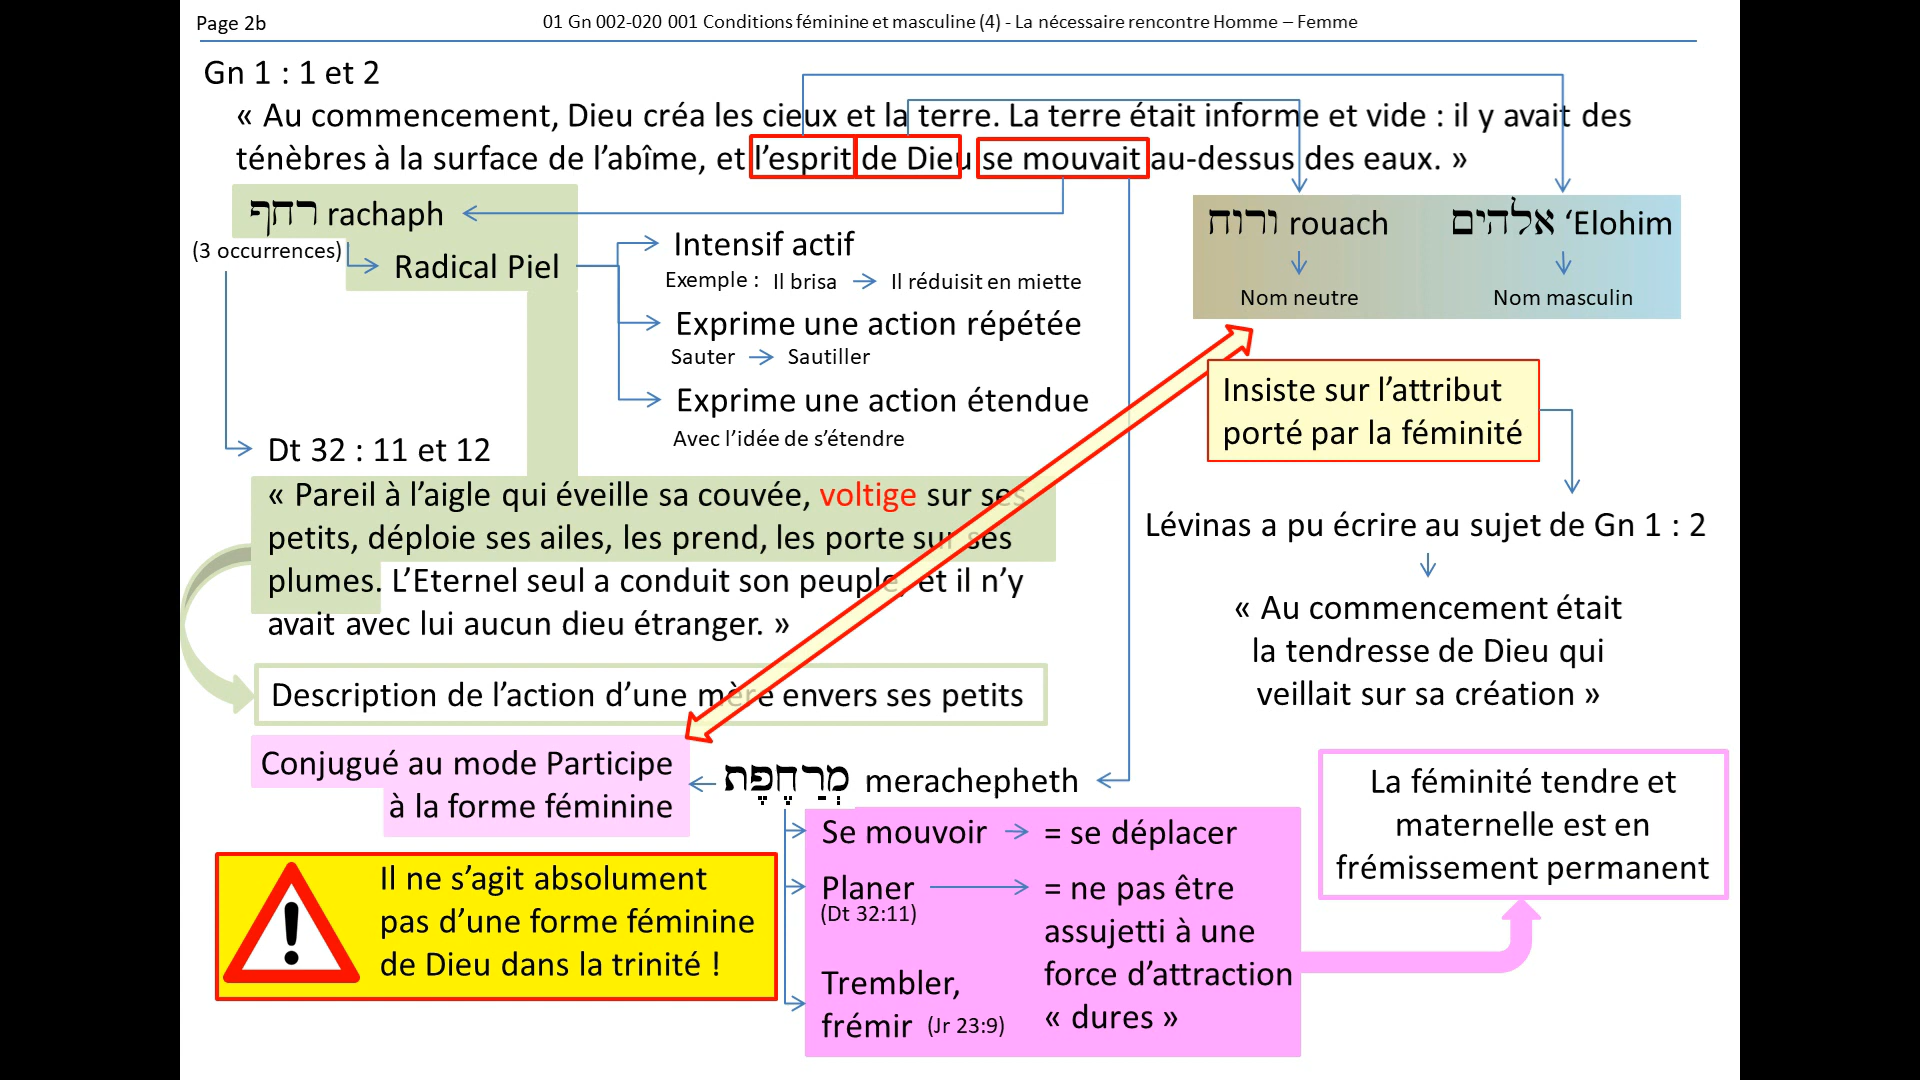 Page 2b
01 Gn 002-020 001 Conditions féminine et masculine (4) - La nécessaire rencontre Homme – Femme
Gn 1 : 1 et 2
« Au commencement, Dieu créa les cieux et la terre. La terre était informe et vide : il y avait des
ténèbres à la surface de l’abîme, et l’esprit de Dieu se mouvait au-dessus des eaux. »
רחף rachaph
(3 occurrences)
Radical Piel
Intensif actif
Exemple : Il brisa → Il réduisit en miette
Exprime une action répétée
Sauter → Sautiller
Exprime une action étendue
Avec l’idée de s’étendre
ורוח rouach
Nom neutre
אלהים ‘Elohim
Nom masculin
Insiste sur l’attribut
porté par la féminité
Dt 32 : 11 et 12
« Pareil à l’aigle qui éveille sa couvée, voltige sur ses
petits, déploie ses ailes, les prend, les porte sur ses
plumes. L’Eternel seul a conduit son peuple, et il n’y
avait avec lui aucun dieu étranger. »
Description de l’action d’une mère envers ses petits
Lévinas a pu écrire au sujet de Gn 1 : 2
« Au commencement était
la tendresse de Dieu qui
veillait sur sa création »
Conjugué au mode Participe
à la forme féminine
מְרַחֶפֶת merachepheth
Se mouvoir → = se déplacer
Planer → = ne pas être
(Dt 32:11)
assujetti à une
force d’attraction
« dures »
Trembler,
frémir (Jr 23:9)
La féminité tendre et
maternelle est en
frémissement permanent
Il ne s’agit absolument
pas d’une forme féminine
de Dieu dans la trinité !